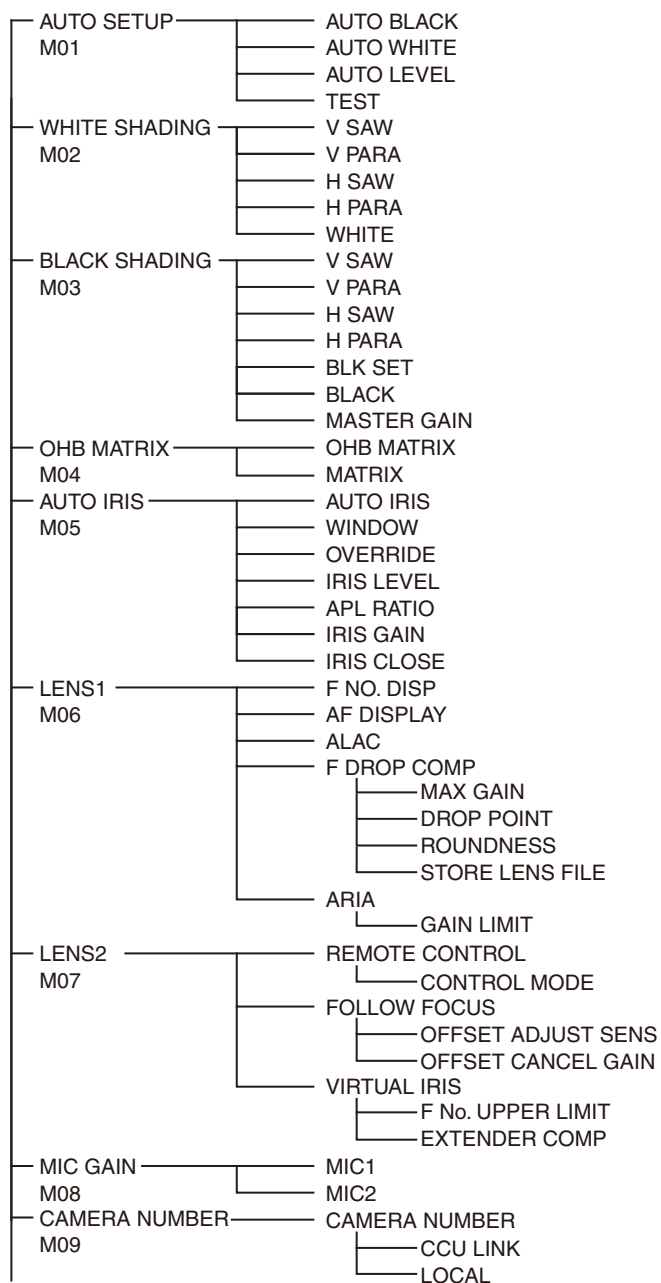 AUTO SETUP AUTO BLACK
M01 AUTO WHITE
AUTO LEVEL
TEST
WHITE SHADING V SAW
M02 V PARA
H SAW
H PARA
WHITE
BLACK SHADING V SAW
M03 V PARA
H SAW
H PARA
BLK SET
BLACK
MASTER GAIN
OHB MATRIX OHB MATRIX
M04 MATRIX
AUTO IRIS AUTO IRIS
M05 WINDOW
OVERRIDE
IRIS LEVEL
APL RATIO
IRIS GAIN
IRIS CLOSE
LENS1 F NO. DISP
M06 AF DISPLAY
ALAC
F DROP COMP
MAX GAIN
DROP POINT
ROUNDNESS
STORE LENS FILE
ARIA
GAIN LIMIT
LENS2 REMOTE CONTROL
M07 CONTROL MODE
FOLLOW FOCUS
OFFSET ADJUST SENS
OFFSET CANCEL GAIN
VIRTUAL IRIS
F No. UPPER LIMIT
EXTENDER COMP
MIC GAIN MIC1
M08 MIC2
CAMERA NUMBER CAMERA NUMBER
M09 CCU LINK
LOCAL